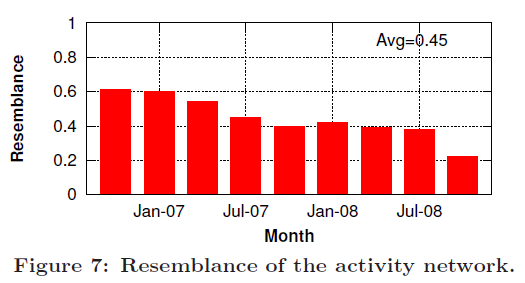 1
Avg=0.45
0.8
0.6
0.4
0.2
0
Resemblance
Jan-07 Jul-07 Jan-08 Jul-08
Month
Figure 7: Resemblance of the activity network.